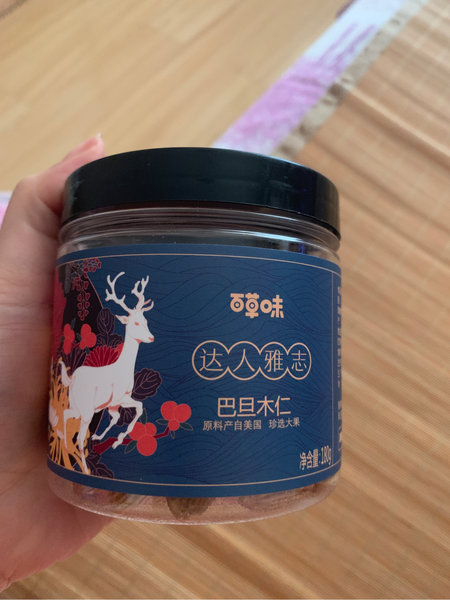 百草味
达人雅志
巴旦木仁
原料产自美国 珍选大果
净含量:180g